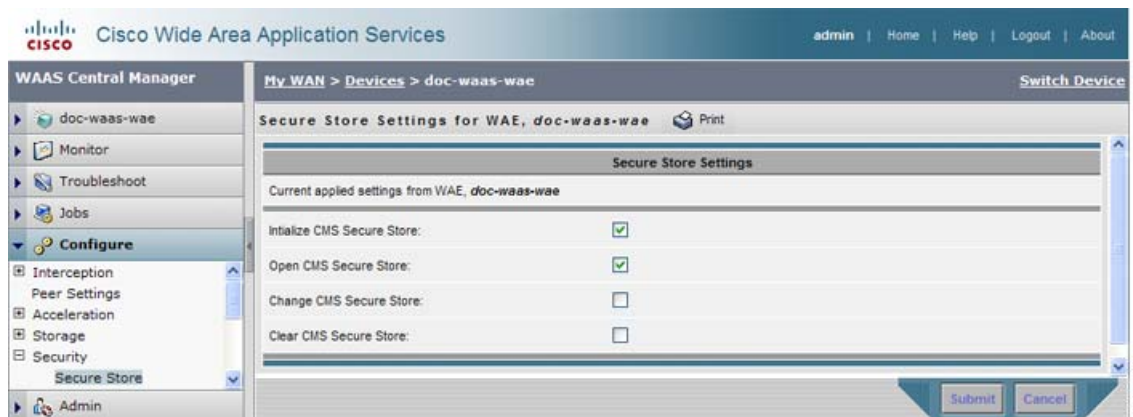 CISCO Cisco Wide Area Application Services
admin | Home | Help | Logout | About
WAAS Central Manager
My WAN > Devices > doc-waas-wae
Switch Device
doc-waas-wae
Monitor
Troubleshoot
Jobs
Configure
Interception
Peer Settings
Acceleration
Storage
Security
Secure Store
Admin
Secure Store Settings for WAE, doc-waas-wae Print
Secure Store Settings
Current applied settings from WAE, doc-waas-wae
Intialize CMS Secure Store:
Open CMS Secure Store:
Change CMS Secure Store:
Clear CMS Secure Store:
Submit Cancel